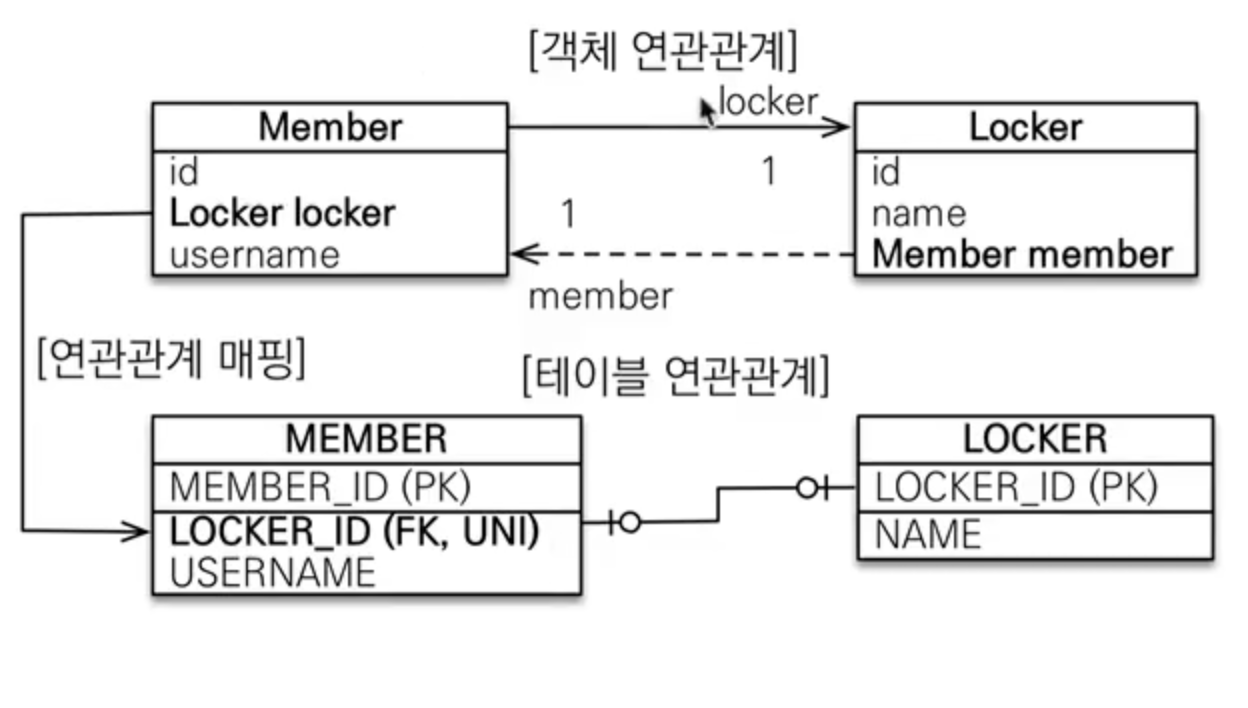 [객체 연관관계]
locker
Member
Locker
id
Locker locker
username
1
1
id
name
Member member
member
[연관관계 매핑]
[테이블 연관관계]
MEMBER
MEMBER_ID (PK)
LOCKER_ID (FK, UNI)
USERNAME
LOCKER
LOCKER_ID (PK)
NAME